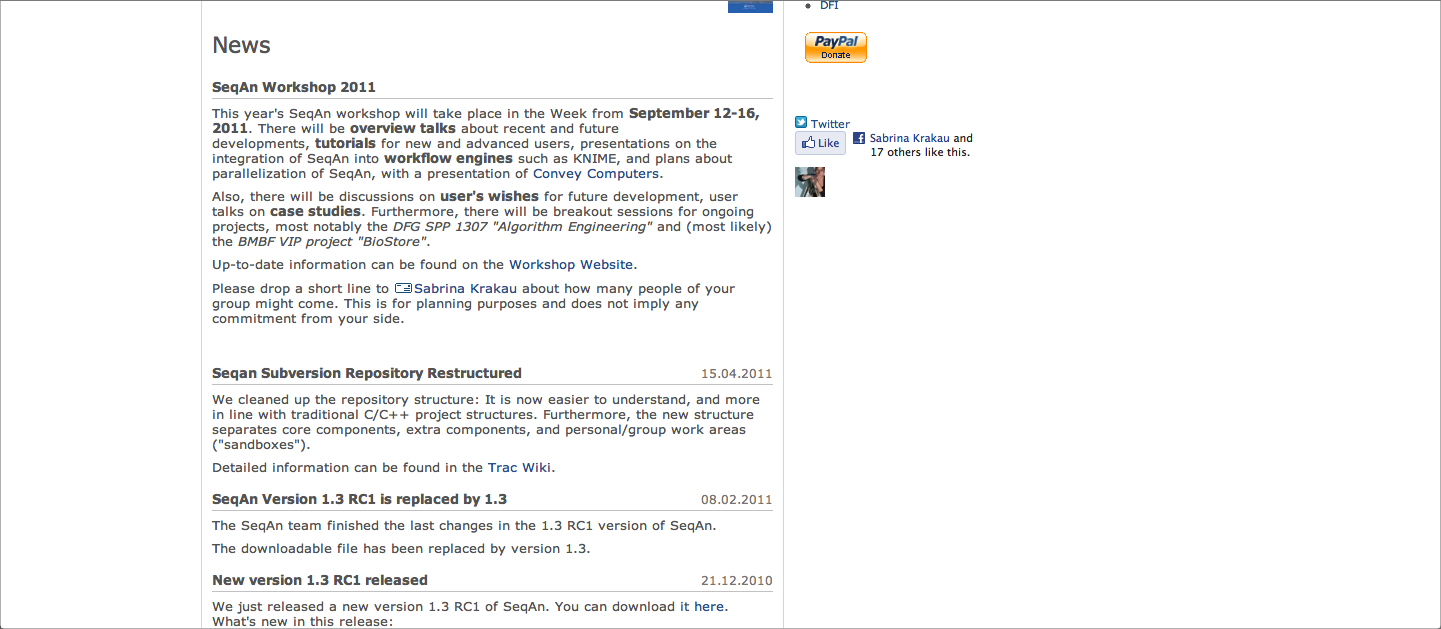 News
SeqAn Workshop 2011
This year's SeqAn workshop will take place in the Week from September 12-16,
2011. There will be overview talks about recent and future
developments, tutorials for new and advanced users, presentations on the
integration of SeqAn into workflow engines such as KNIME, and plans about
parallelization of SeqAn, with a presentation of Convey Computers.
Also, there will be discussions on user's wishes for future development, user
talks on case studies. Furthermore, there will be breakout sessions for ongoing
projects, most notably the DFG SPP 1307 "Algorithm Engineering" and (most likely)
the BMBF VIP project "BioStore".
Up-to-date information can be found on the Workshop Website.
Please drop a short line to Sabrina Krakau about how many people of your
group might come. This is for planning purposes and does not imply any
commitment from your side.
Seqan Subversion Repository Restructured 15.04.2011
We cleaned up the repository structure: It is now easier to understand, and more
in line with traditional C/C++ project structures. Furthermore, the new structure
separates core components, extra components, and personal/group work areas
("sandboxes").
Detailed information can be found in the Trac Wiki.
SeqAn Version 1.3 RC1 is replaced by 1.3 08.02.2011
The SeqAn team finished the last changes in the 1.3 RC1 version of SeqAn.
The downloadable file has been replaced by version 1.3.
New version 1.3 RC1 released 21.12.2010
We just released a new version 1.3 RC1 of SeqAn. You can download it here.
What's new in this release:
DFI
PayPal
Donate
Twitter
Like
Sabrina Krakau and
17 others like this.